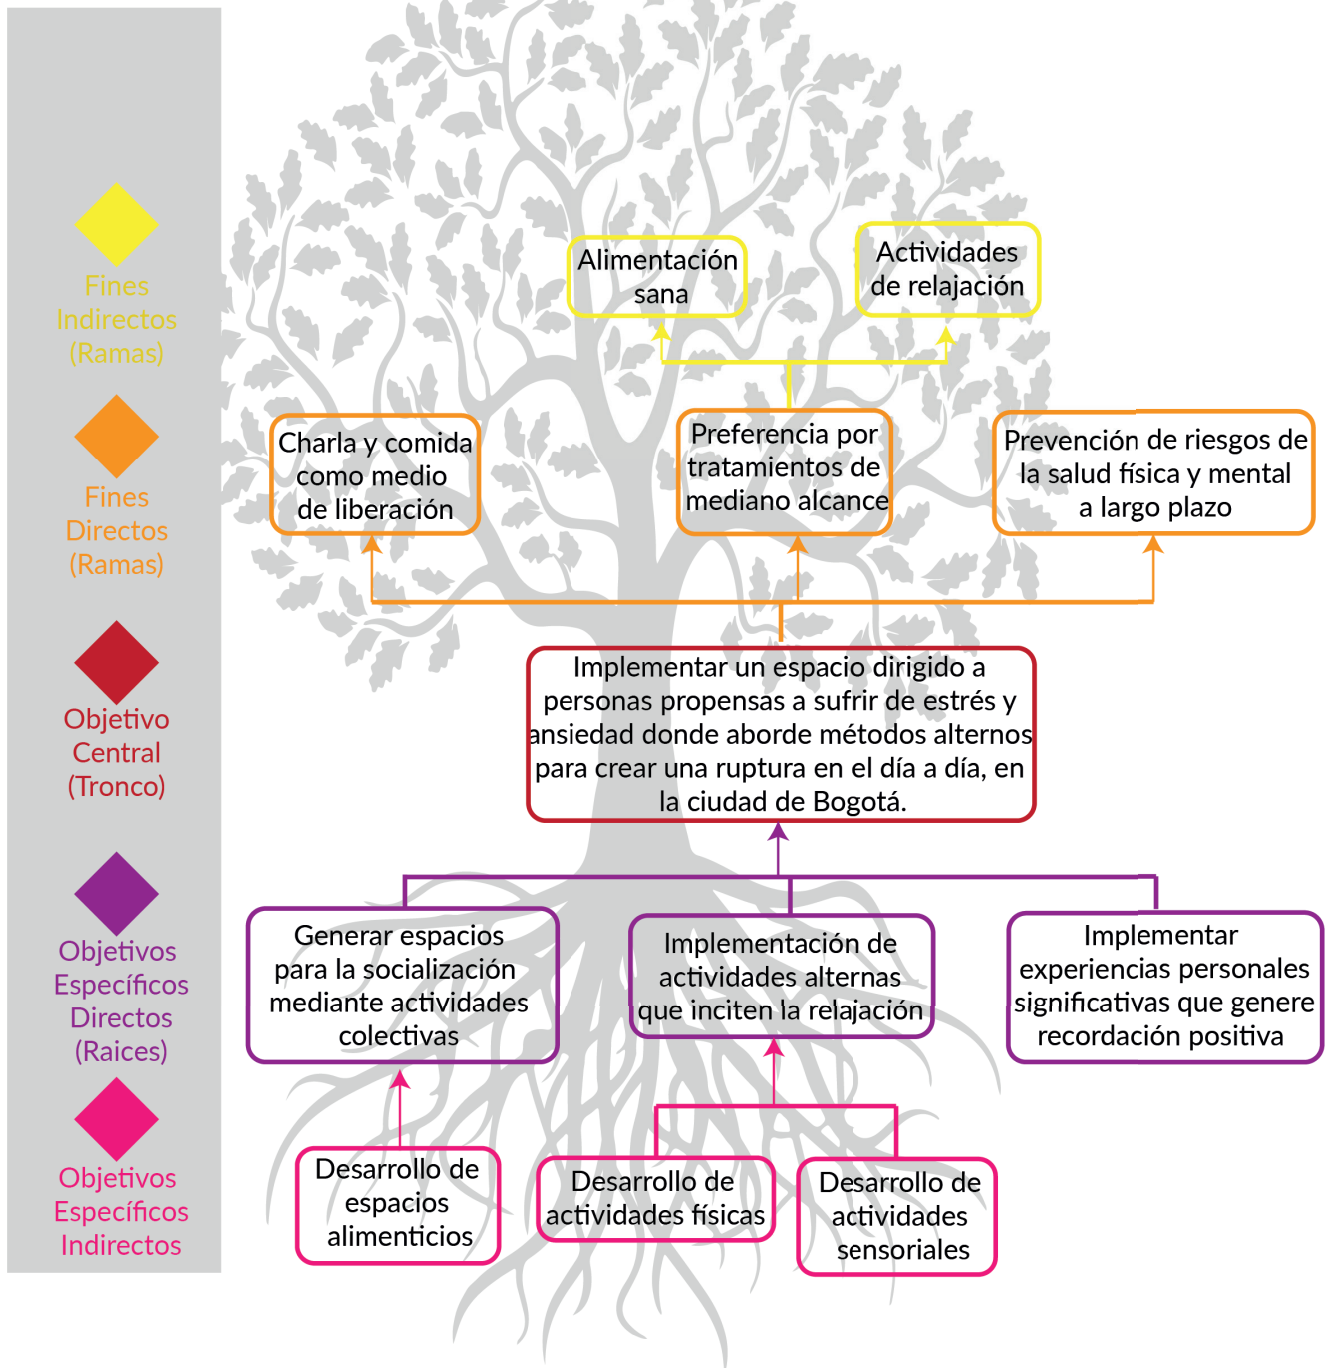 Fines
Indirectos
(Ramas)
Fines
Directos
(Ramas)
Objetivo
Central
(Tronco)
Objetivos
Específicos
Directos
(Raices)
Objetivos
Específicos
Indirectos
Alimentación
sana
Actividades
de relajación
Charla y comida
como medio
de liberación
Preferencia por
tratamientos de
mediano alcance
Prevención de riesgos de
la salud física y mental
a largo plazo
Implementar un espacio dirigido a
personas propensas a sufrir de estrés y
ansiedad donde aborde métodos alternos
para crear una ruptura en el día a día, en
la ciudad de Bogotá.
Generar espacios
para la socialización
mediante actividades
colectivas
Implementación de
actividades alternas
que inciten la relajación
Implementar
experiencias personales
significativas que genere
recordación positiva
Desarrollo de
espacios
alimenticios
Desarrollo de
actividades físicas
Desarrollo de
actividades
sensoriales